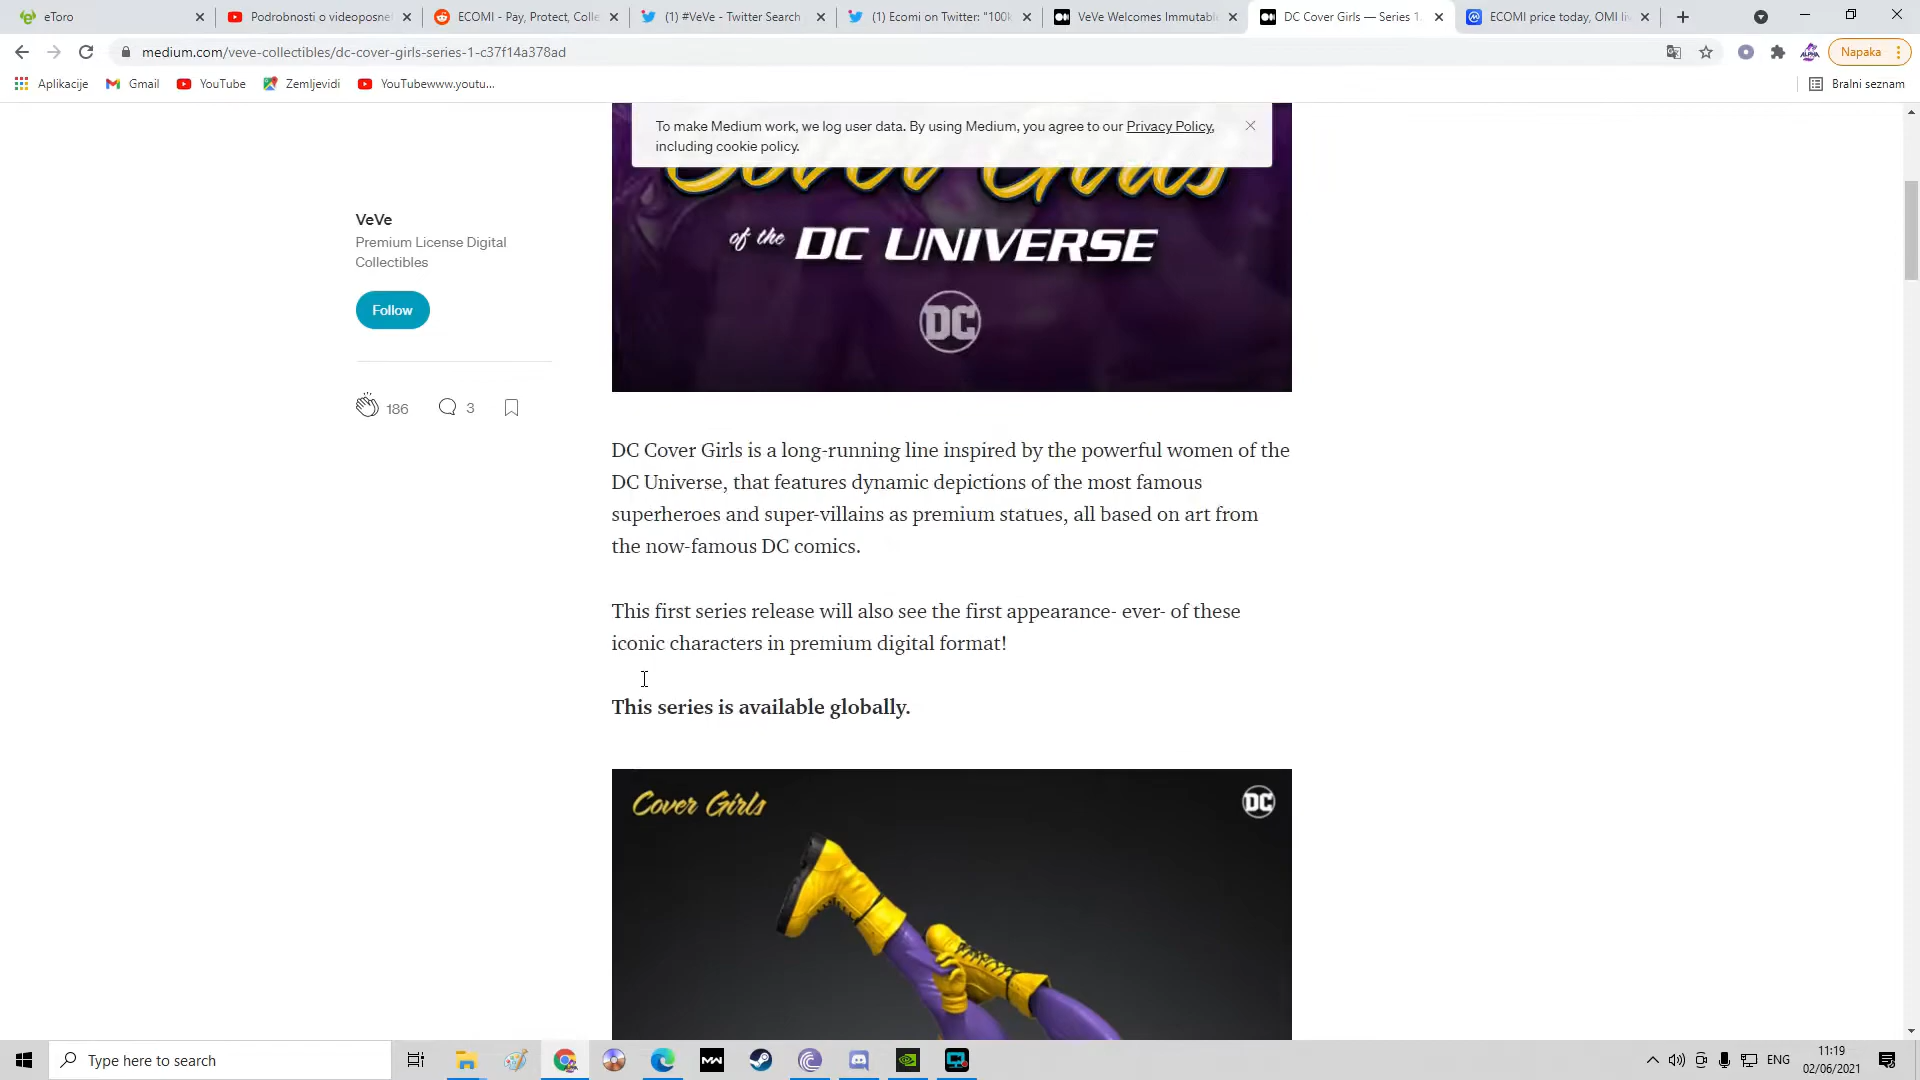 eToro
Podrobnosti o videoposne
ECOMI - Pay, Protect, Colle
(1) #VeVe - Twitter Search
(1) Ecomi on Twitter: "100k
VeVe Welcomes Immutabl
DC Cover Girls — Series 1.
ECOMI price today, OMI li
medium.com/veve-collectibles/dc-cover-girls-series-1-c37f14a378ad
Napaka
Aplikacije
Gmail
YouTube
Zemljevidi
YouTubewww.youtu...
Bralni seznam
To make Medium work, we log user data. By using Medium, you agree to our Privacy Policy,
including cookie policy.
Cover Girls
of the DC UNIVERSE
DC
VeVe
Premium License Digital
Collectibles
Follow
186
3
DC Cover Girls is a long-running line inspired by the powerful women of the
DC Universe, that features dynamic depictions of the most famous
superheroes and super-villains as premium statues, all based on art from
the now-famous DC comics.
This first series release will also see the first appearance- ever- of these
iconic characters in premium digital format!
This series is available globally.
Cover Girls
DC
Type here to search
ENG
11:19
02/06/2021